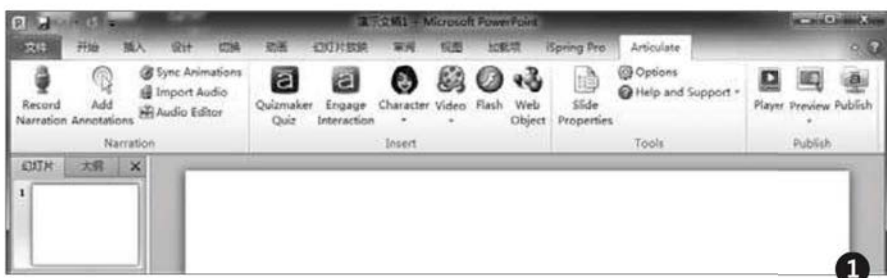 演示文稿1 - Microsoft PowerPoint
文件 开始 插入 设计 切换 动画 幻灯片放映 审阅 视图 加载项 iSpring Pro Articulate
Record Narration
Add Annotations
Sync Animations
Import Audio
Audio Editor
Narration
Quizmaker Quiz
Engage Interaction
Character
Video
Flash
Web Object
Insert
Slide Properties
Options
Help and Support
Tools
Player
Preview
Publish
Publish
幻灯片 大纲
1
1